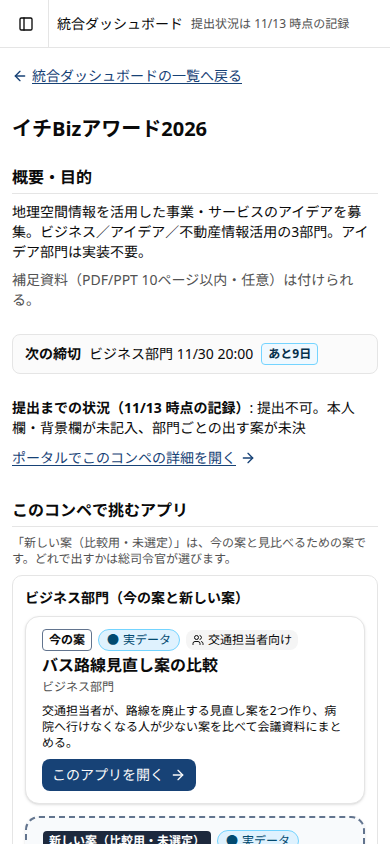 統合ダッシュボード 提出状況は 11/13 時点の記録
← 統合ダッシュボードの一覧へ戻る
イチBizアワード2026
概要・目的
地理空間情報を活用した事業・サービスのアイデアを募
集。ビジネス／アイデア／不動産情報活用の3部門。アイ
デア部門は実装不要。
補足資料（PDF/PPT 10ページ以内・任意）は付けられ
る。
次の締切 ビジネス部門 11/30 20:00 あと9日
提出までの状況（11/13 時点の記録）: 提出不可。本人
欄・背景欄が未記入、部門ごとの出す案が未決
ポータルでこのコンペの詳細を開く →
このコンペで挑むアプリ
「新しい案（比較用・未選定）」は、今の案と見比べるための案で
す。どれで出すかは総司令官が選びます。
ビジネス部門（今の案と新しい案）
今の案 実データ 交通担当者向け
バス路線見直し案の比較
ビジネス部門
交通担当者が、路線を廃止する見直し案を2つ作り、病
院へ行けなくなる人が少ない案を比べて会議資料にまと
める。
このアプリを開く →
新しい案（比較用・未選定） 実データ